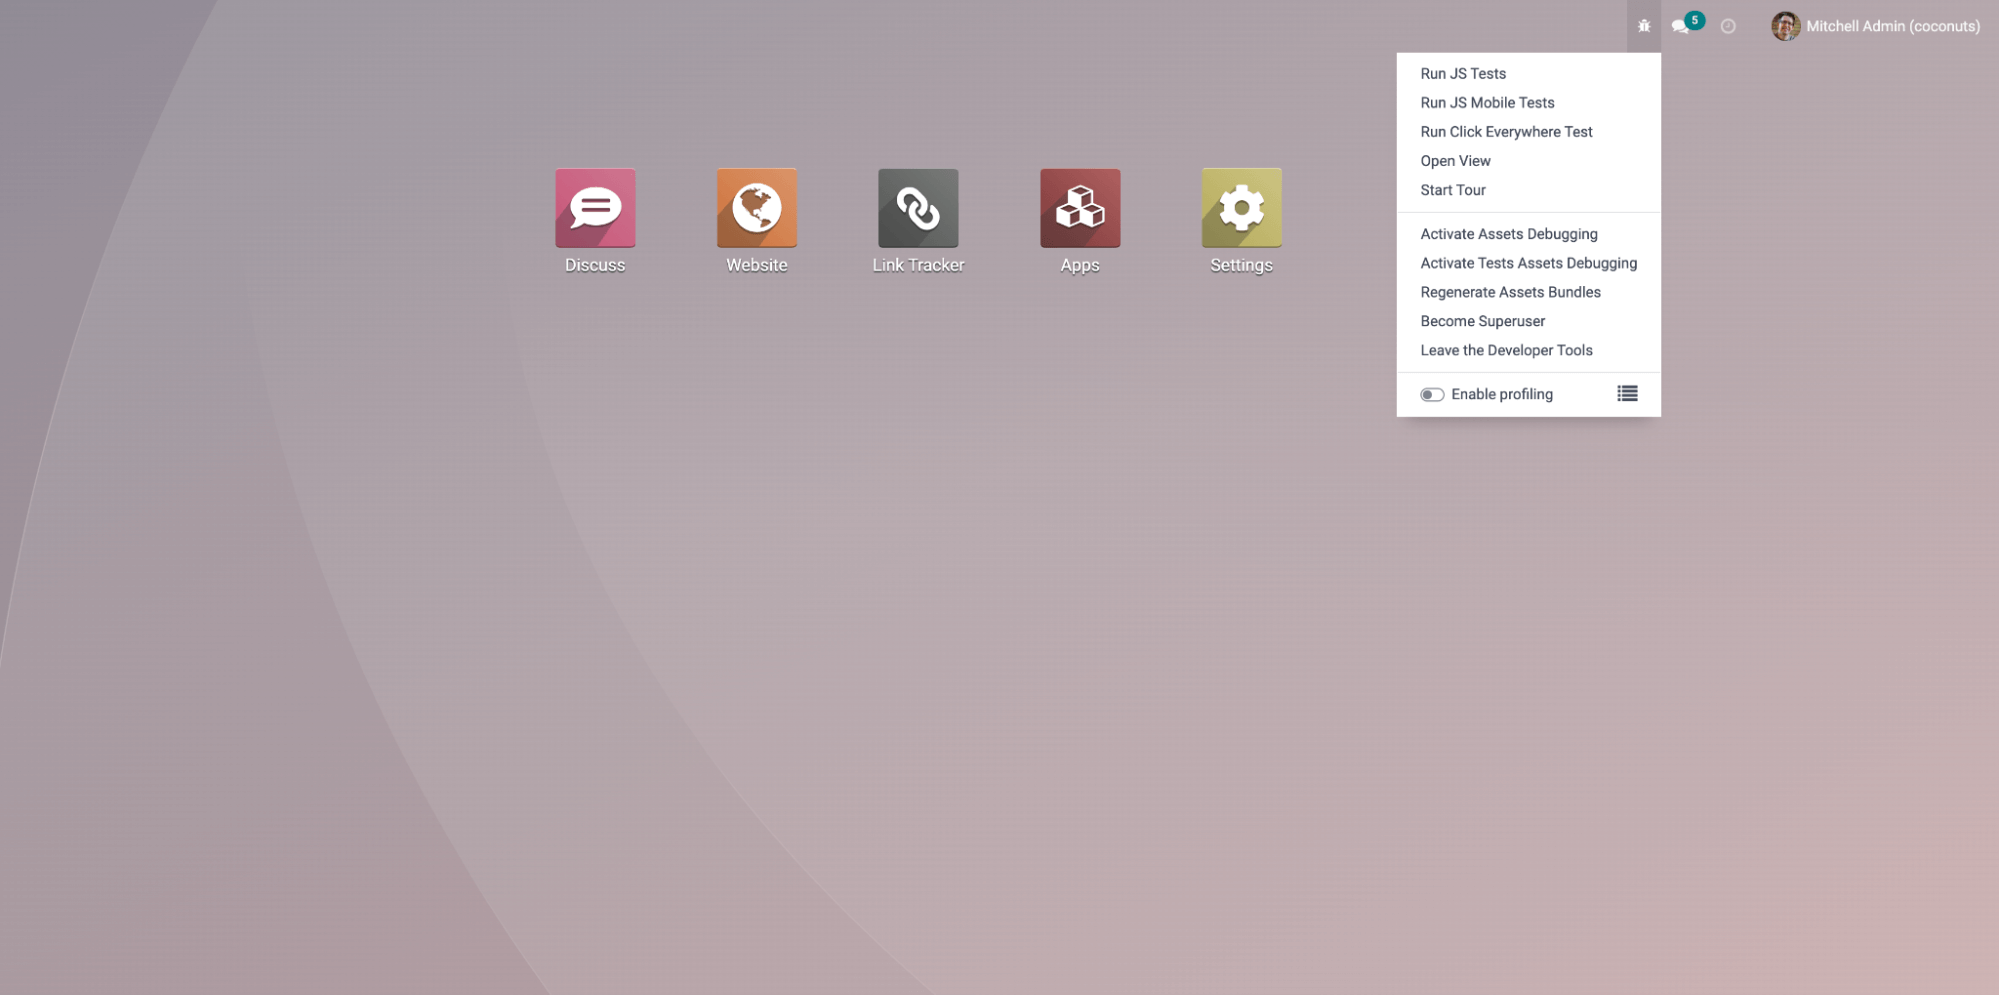 5
Mitchell Admin (coconuts)
Run JS Tests
Run JS Mobile Tests
Run Click Everywhere Test
Open View
Start Tour
Activate Assets Debugging
Activate Tests Assets Debugging
Regenerate Assets Bundles
Become Superuser
Leave the Developer Tools
Enable profiling
Discuss
Website
Link Tracker
Apps
Settings